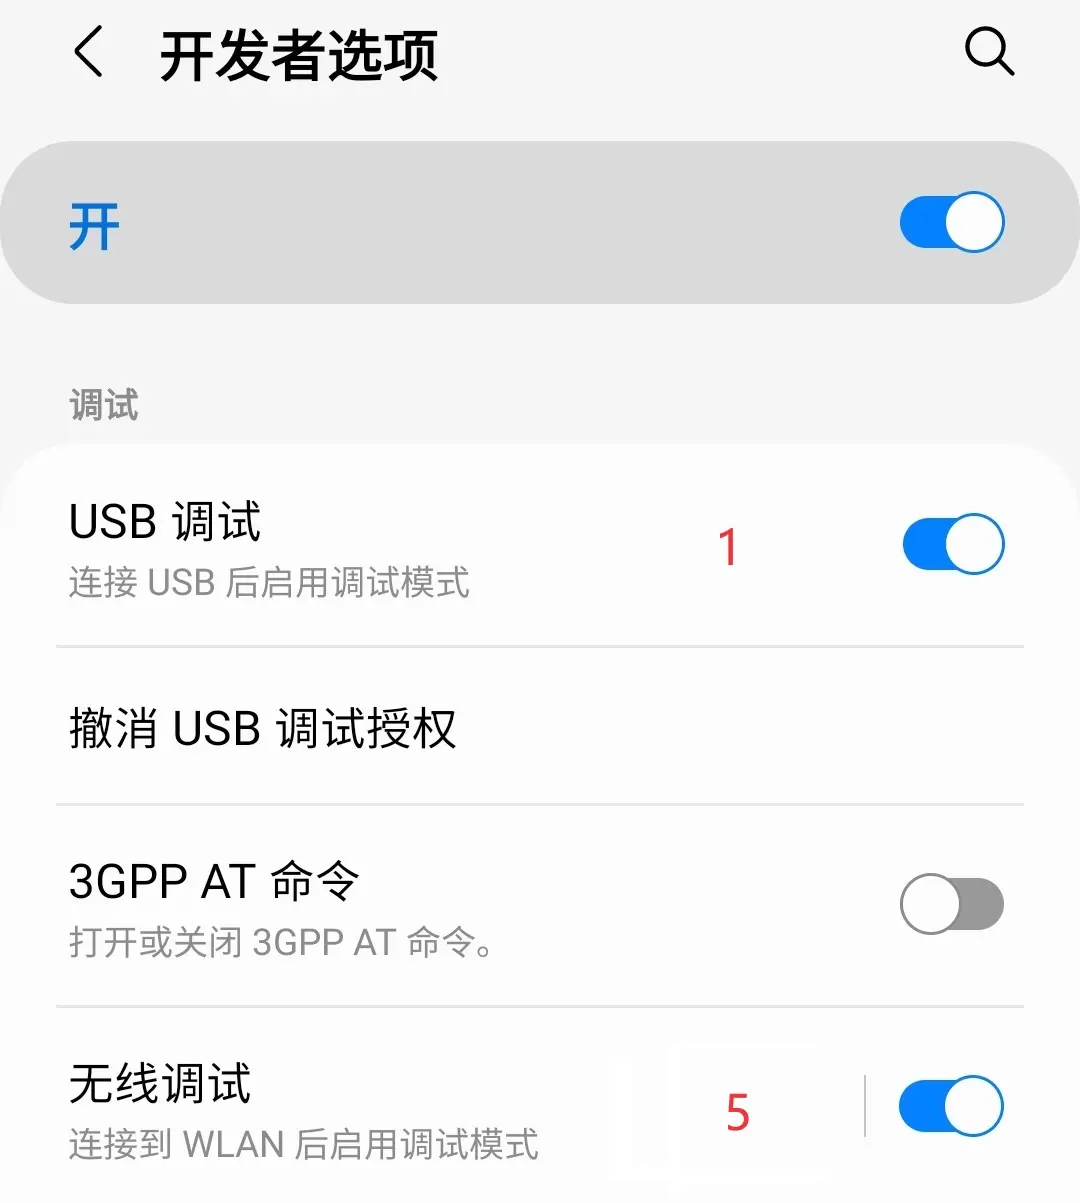 开发者选项
开
调试
USB 调试
1
连接 USB 后启用调试模式
撤消 USB 调试授权
3GPP AT 命令
打开或关闭 3GPP AT 命令。
无线调试
5
连接到 WLAN 后启用调试模式